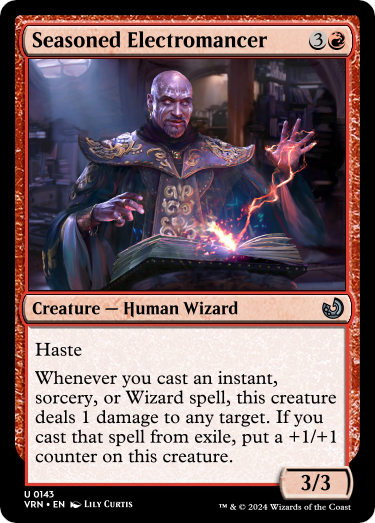 Seasoned Electromancer 3
Creature — Human Wizard
Haste
Whenever you cast an instant,
sorcery, or Wizard spell, this creature
deals 1 damage to any target. If you
cast that spell from exile, put a +1/+1
counter on this creature.
3/3
U 0143
VRN • EN Lily Curtis
™ & © 2024 Wizards of the Coast